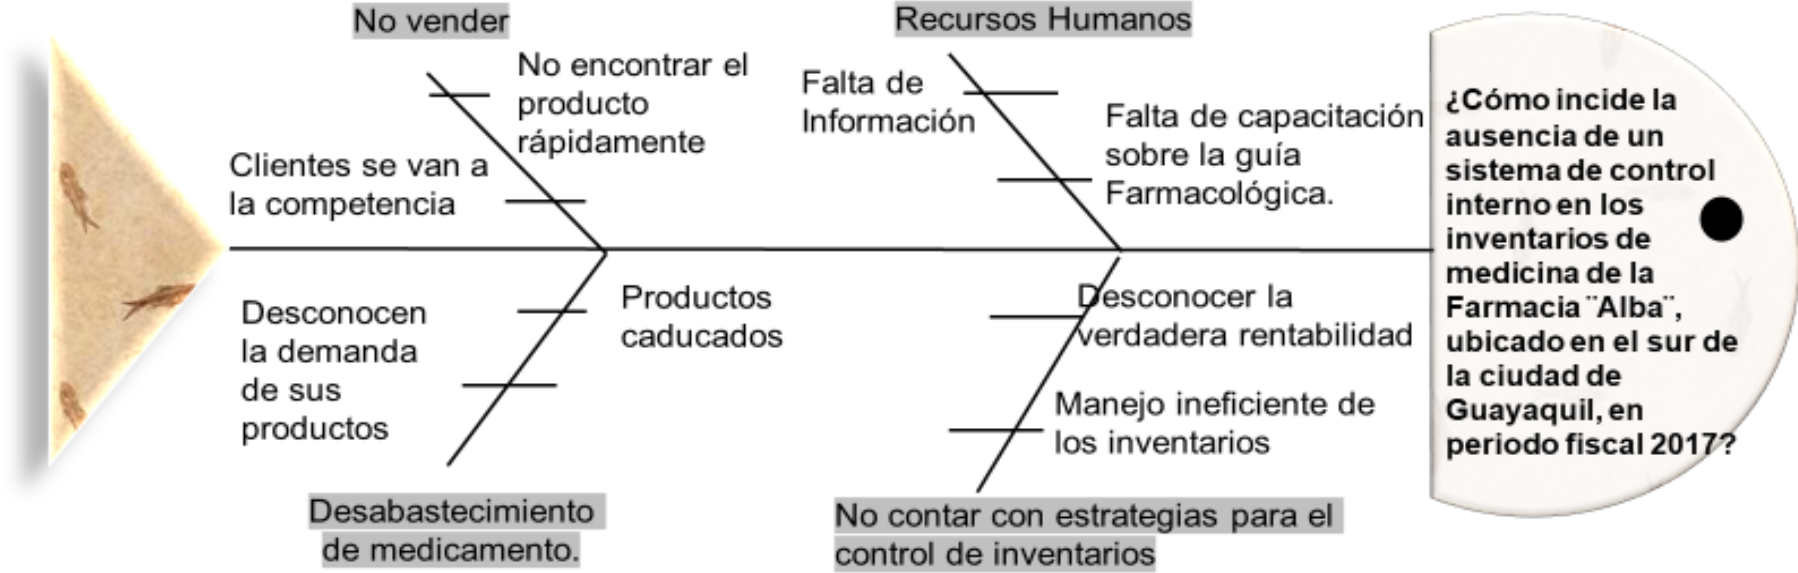 No vender
No encontrar el
producto
rápidamente
Clientes se van a
la competencia
Recursos Humanos
Falta de
Información
Falta de capacitación
sobre la guía
Farmacológica.
Desconocen
la demanda
de sus
productos
Productos
caducados
Desabastecimiento
de medicamento.
Desconocer la
verdadera rentabilidad
Manejo ineficiente de
los inventarios
No contar con estrategias para el
control de inventarios
¿Cómo incide la
ausencia de un
sistema de control
interno en los
inventarios de
medicina de la
Farmacia ¨Alba¨,
ubicado en el sur de
la ciudad de
Guayaquil, en
periodo fiscal 2017?